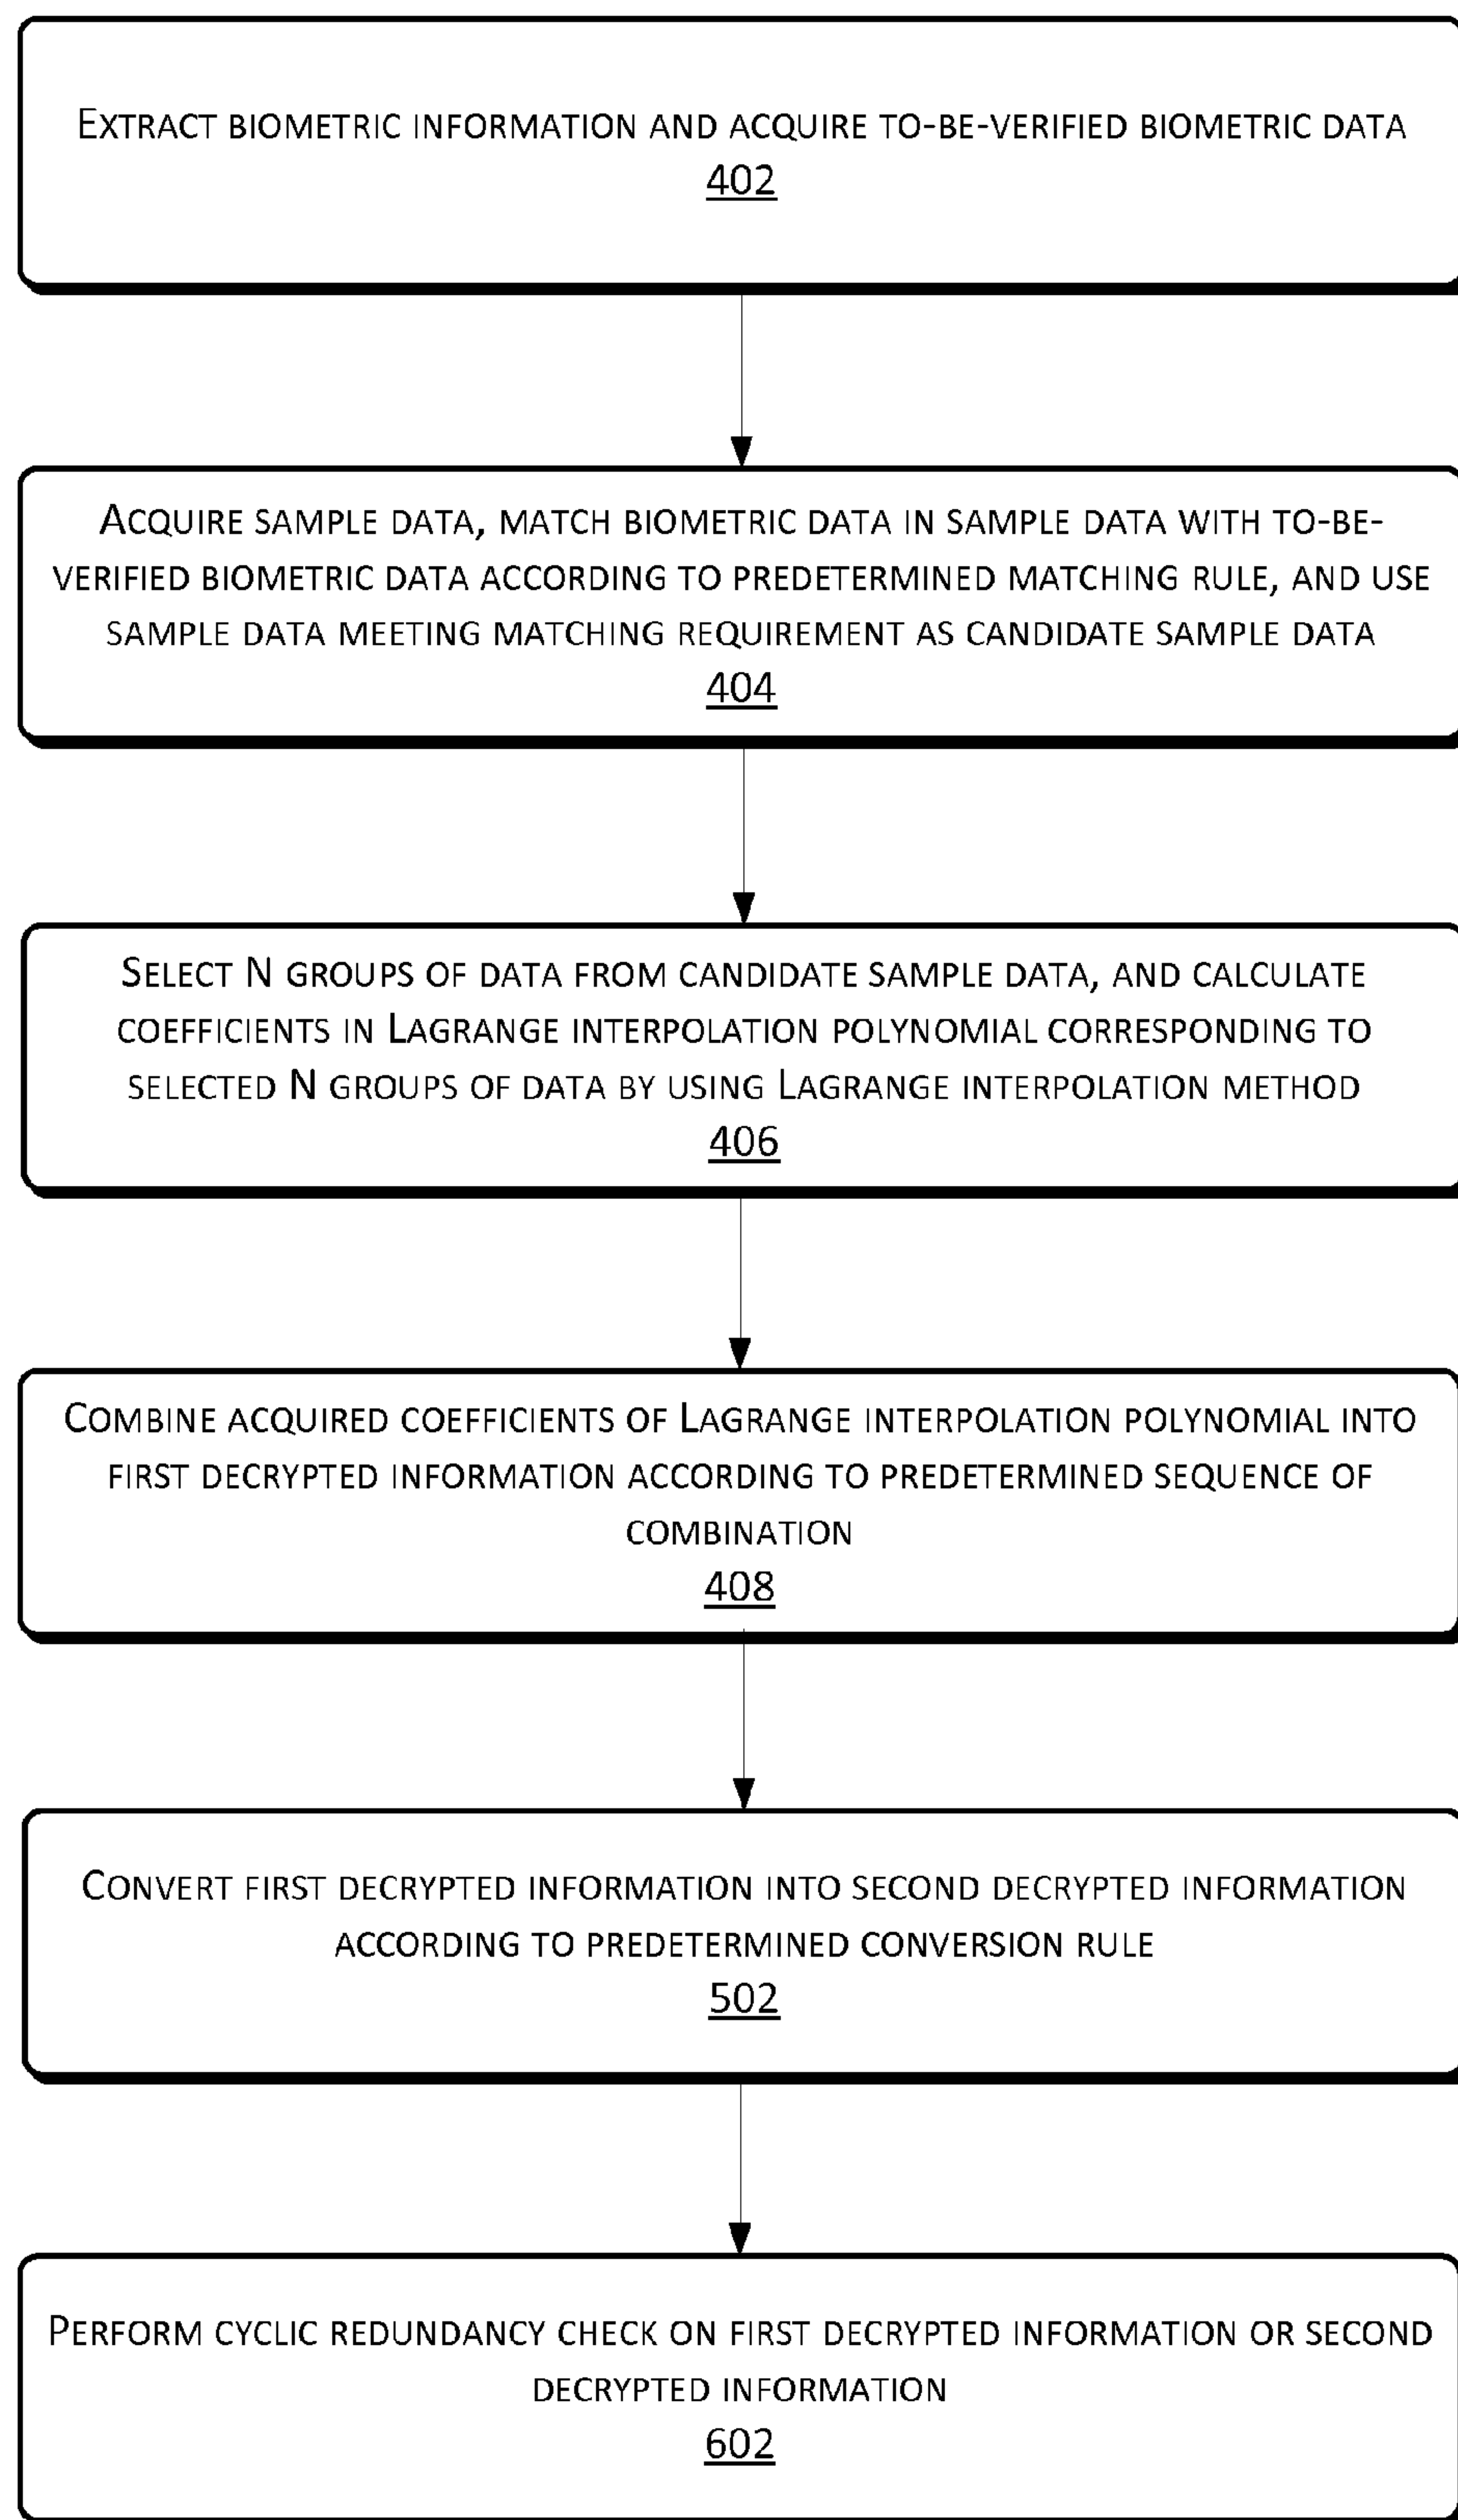 EXTRACT BIOMETRIC INFORMATION AND ACQUIRE TO-BE-VERIFIED BIOMETRIC DATA
402
ACQUIRE SAMPLE DATA, MATCH BIOMETRIC DATA IN SAMPLE DATA WITH TO-BE-
VERIFIED BIOMETRIC DATA ACCORDING TO PREDETERMINED MATCHING RULE, AND USE
SAMPLE DATA MEETING MATCHING REQUIREMENT AS CANDIDATE SAMPLE DATA
404
SELECT N GROUPS OF DATA FROM CANDIDATE SAMPLE DATA, AND CALCULATE
COEFFICIENTS IN LAGRANGE INTERPOLATION POLYNOMIAL CORRESPONDING TO
SELECTED N GROUPS OF DATA BY USING LAGRANGE INTERPOLATION METHOD
406
COMBINE ACQUIRED COEFFICIENTS OF LAGRANGE INTERPOLATION POLYNOMIAL INTO
FIRST DECRYPTED INFORMATION ACCORDING TO PREDETERMINED SEQUENCE OF
COMBINATION
408
CONVERT FIRST DECRYPTED INFORMATION INTO SECOND DECRYPTED INFORMATION
ACCORDING TO PREDETERMINED CONVERSION RULE
502
PERFORM CYCLIC REDUNDANCY CHECK ON FIRST DECRYPTED INFORMATION OR SECOND
DECRYPTED INFORMATION
602